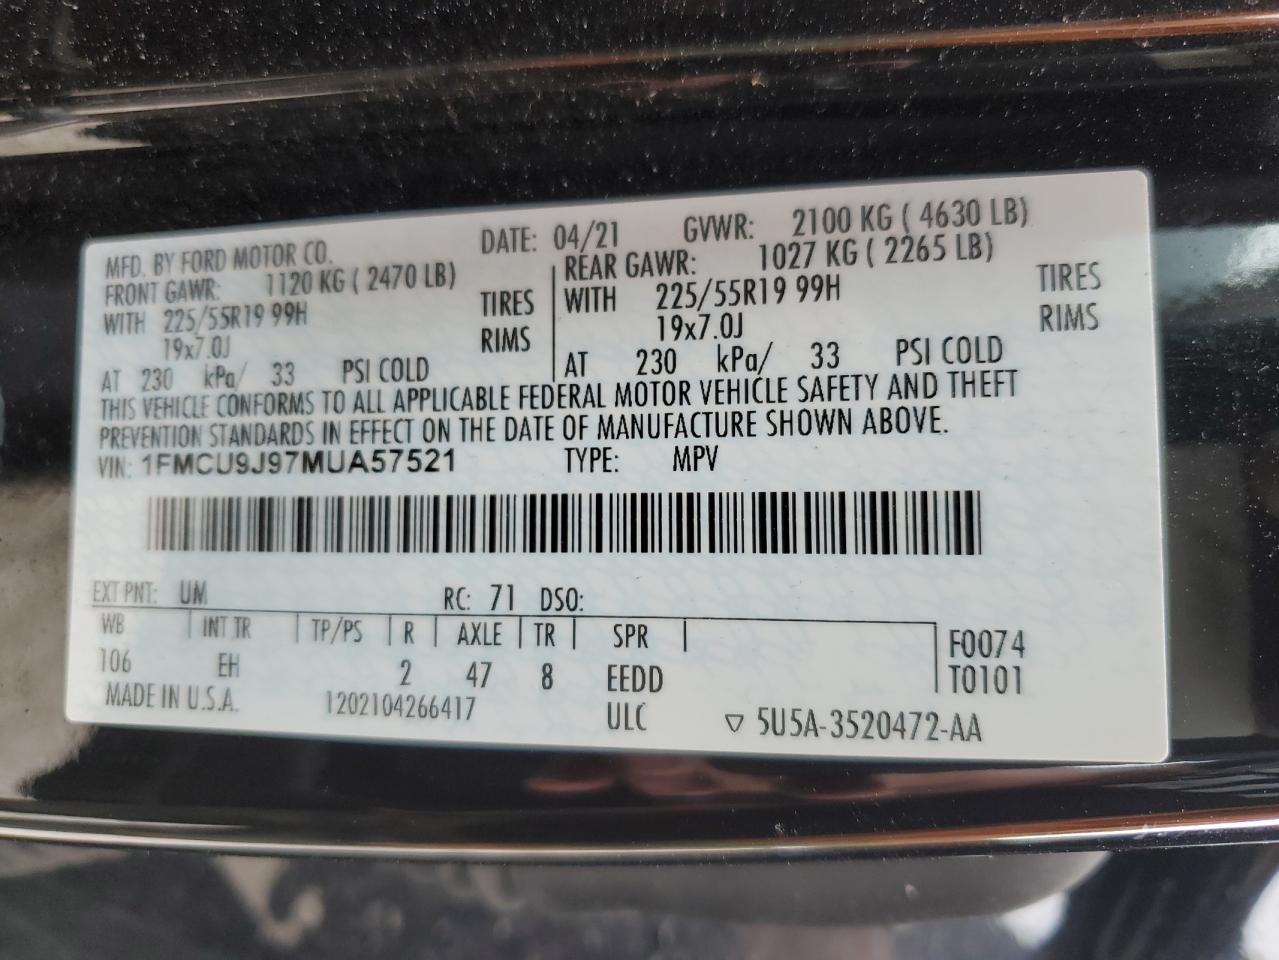 MFD. BY FORD MOTOR CO. DATE: 04/21 GVWR: 2100 KG ( 4630 LB)
FRONT GAWR: 1120 KG ( 2470 LB) REAR GAWR: 1027 KG ( 2265 LB)
WITH 225/55R19 99H TIRES WITH 225/55R19 99H TIRES
19x7.0J RIMS 19x7.0J RIMS
AT 230 kPa/ 33 PSI COLD AT 230 kPa/ 33 PSI COLD
THIS VEHICLE CONFORMS TO ALL APPLICABLE FEDERAL MOTOR VEHICLE SAFETY AND THEFT
PREVENTION STANDARDS IN EFFECT ON THE DATE OF MANUFACTURE SHOWN ABOVE.
VIN: 1FMCU9J97MUA57521 TYPE: MPV
EXT PNT: UM RC: 71 DSO:
WB INT TR TP/PS R AXLE TR SPR F0074
106 EH 2 47 8 EEDD T0101
MADE IN U.S.A. 1202104266417 ULC ▽ 5U5A-3520472-AA